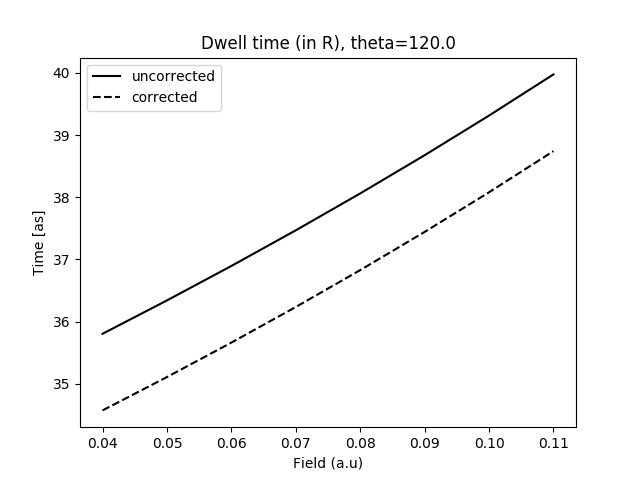 Dwell time (in R), theta=120.0
uncorrected
corrected
40
39
38
37
36
35
Time [as]
0.04 0.05 0.06 0.07 0.08 0.09 0.10 0.11
Field (a.u)